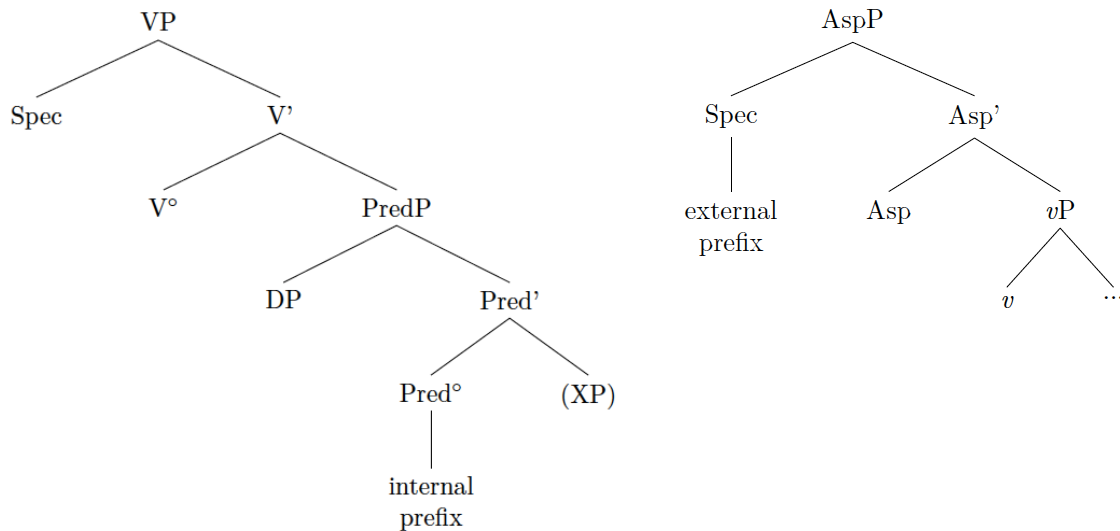 VP
Spec V'
V° PredP
DP Pred'
Pred° (XP)
internal
prefix
AspP
Spec Asp'
external
prefix
Asp vP
v ...